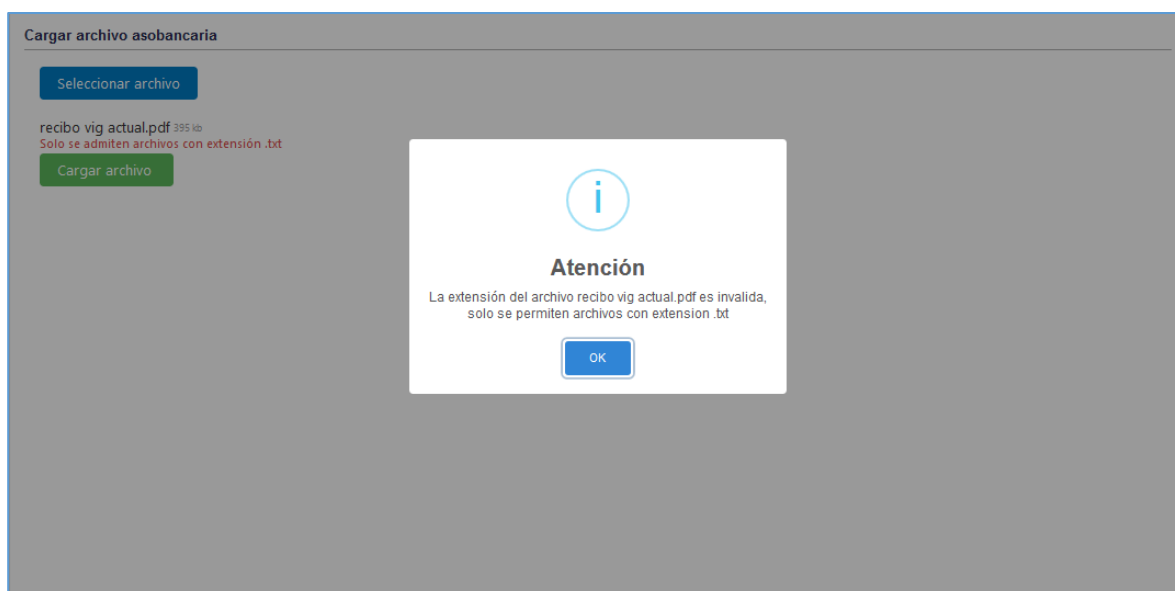 Cargar archivo asobancaria
Seleccionar archivo
recibo vig actual.pdf 395 kb
Solo se admiten archivos con extensión .txt
Cargar archivo
i
Atención
La extensión del archivo recibo vig actual.pdf es invalida,
solo se permiten archivos con extension .txt
OK